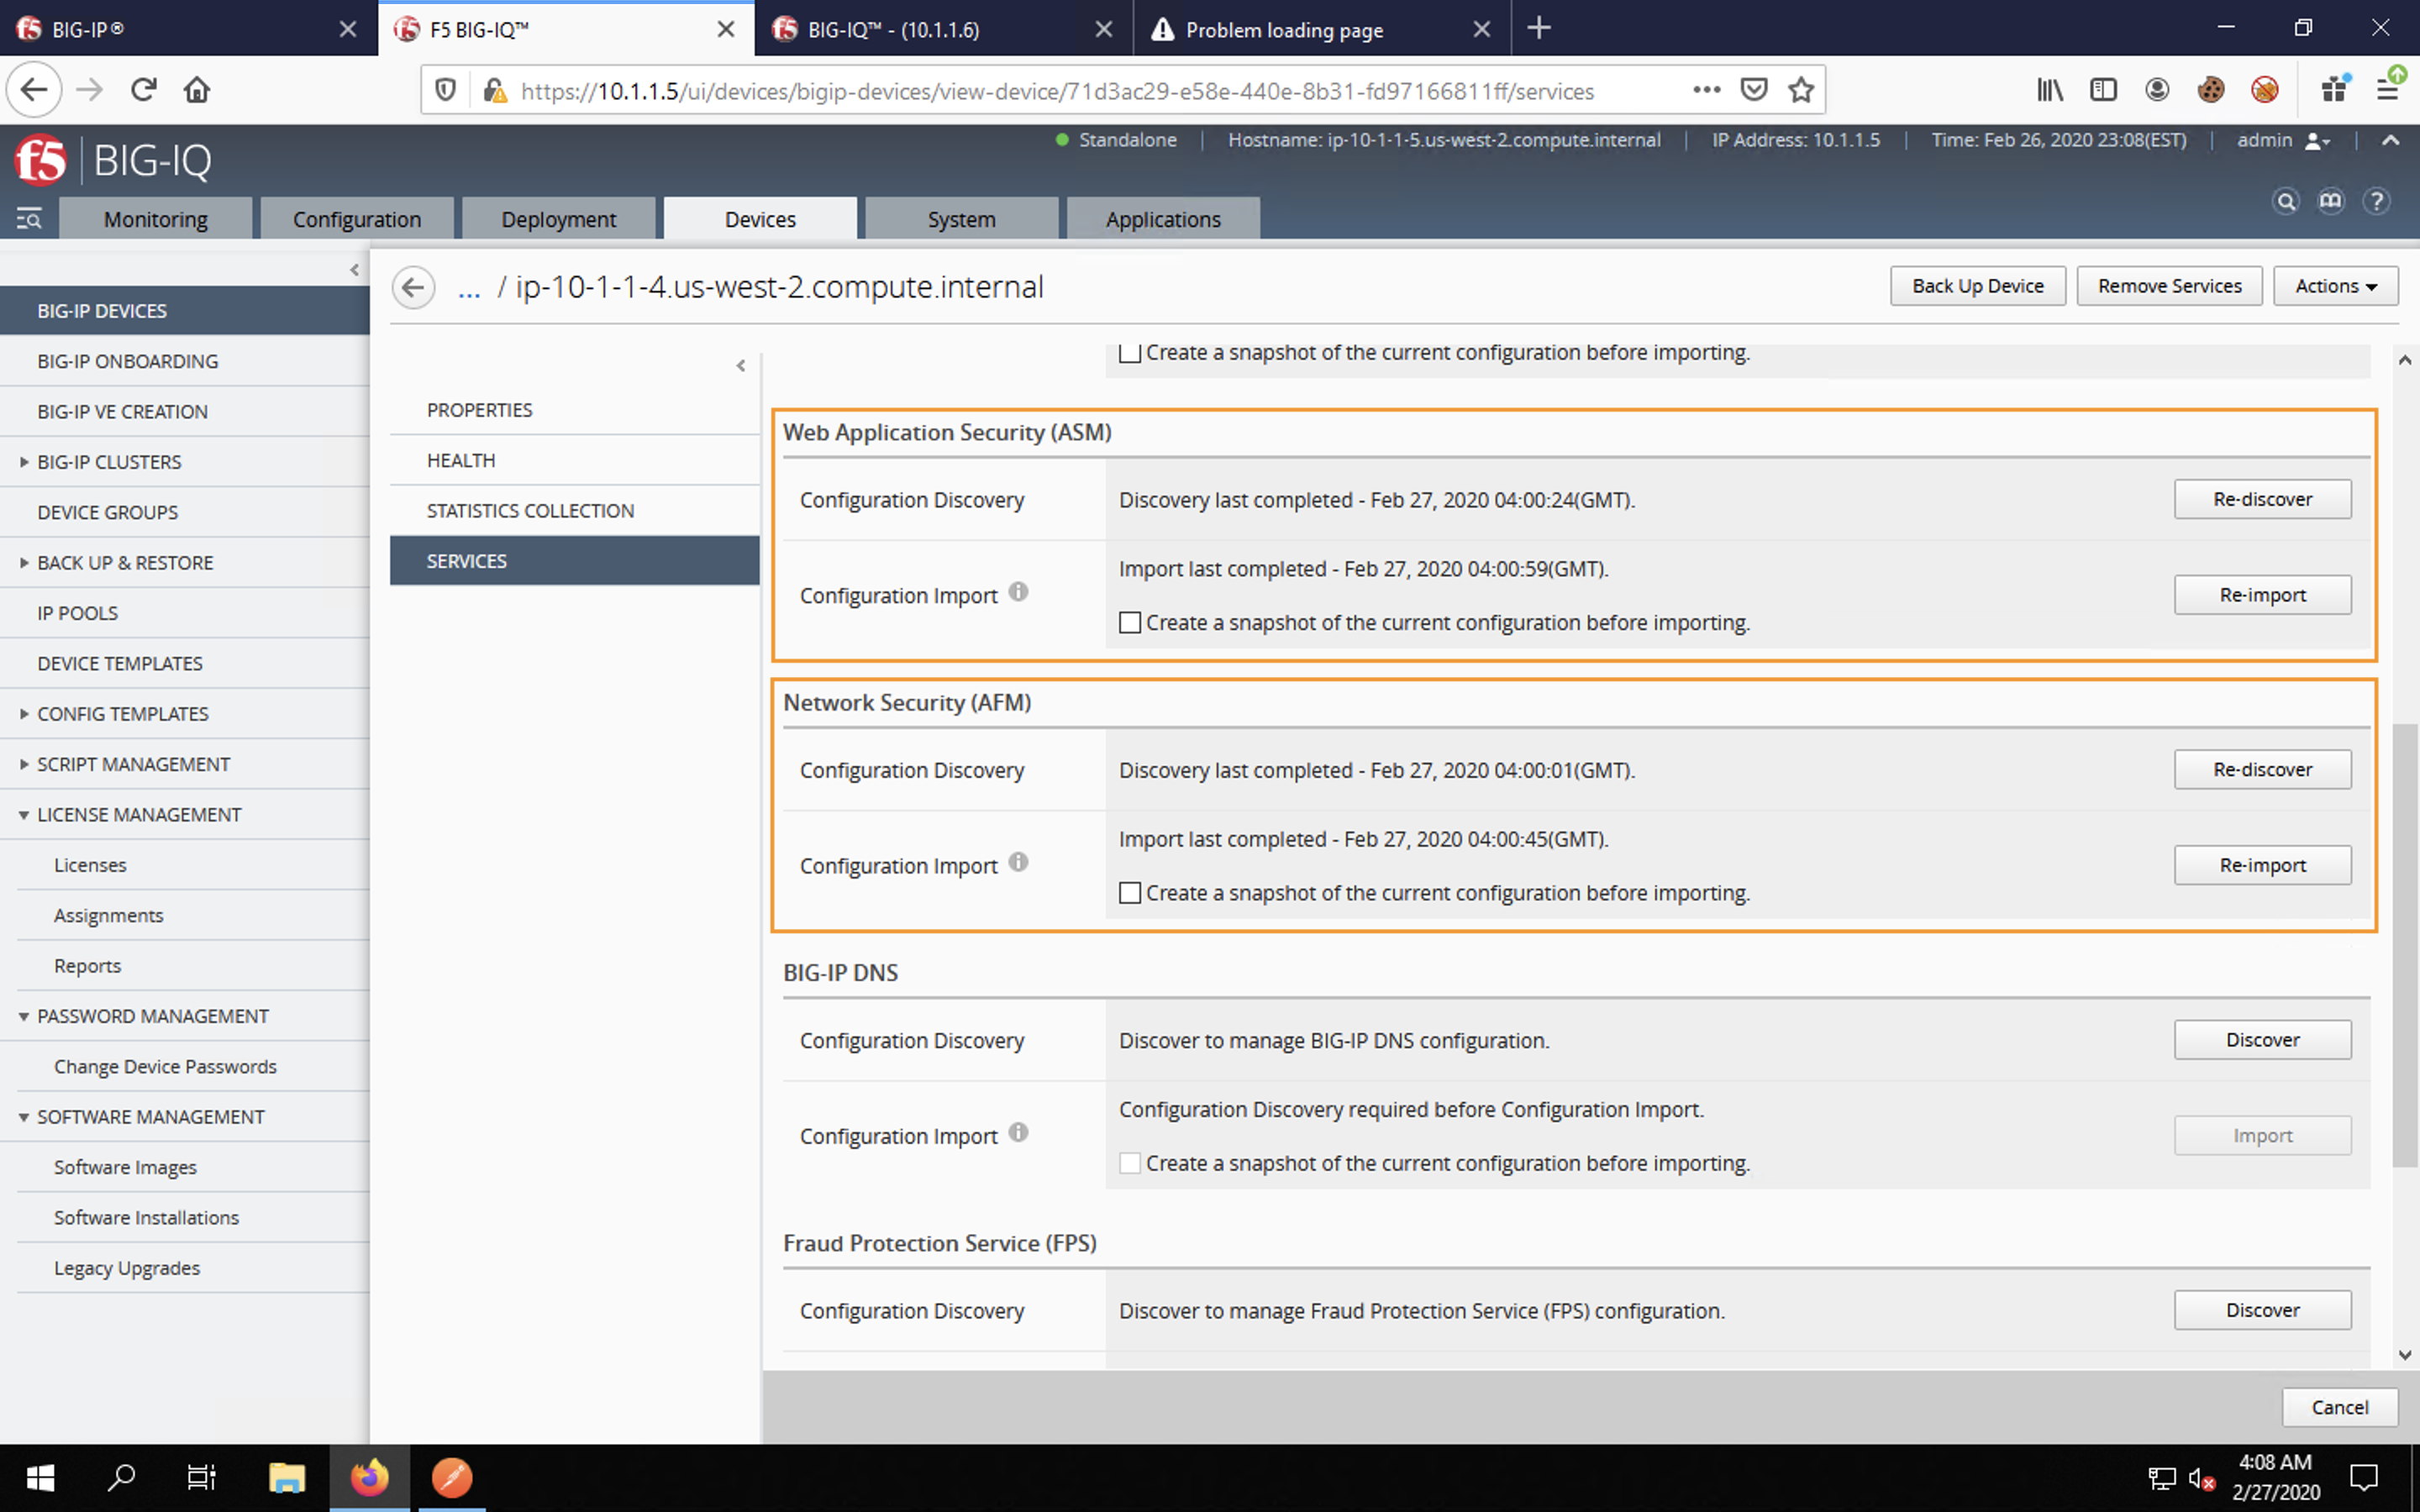 BIG-IP®
F5 BIG-IQ™
BIG-IQ™ - (10.1.1.6)
Problem loading page
https://10.1.1.5/ui/devices/bigip-devices/view-device/71d3ac29-e58e-440e-8b31-fd97166811ff/services
Standalone
Hostname: ip-10-1-1-5.us-west-2.compute.internal
IP Address: 10.1.1.5
Time: Feb 26, 2020 23:08(EST)
admin
f5 BIG-IQ
Monitoring
Configuration
Deployment
Devices
System
Applications
BIG-IP DEVICES
BIG-IP ONBOARDING
BIG-IP VE CREATION
BIG-IP CLUSTERS
DEVICE GROUPS
BACK UP & RESTORE
IP POOLS
DEVICE TEMPLATES
CONFIG TEMPLATES
SCRIPT MANAGEMENT
LICENSE MANAGEMENT
Licenses
Assignments
Reports
PASSWORD MANAGEMENT
Change Device Passwords
SOFTWARE MANAGEMENT
Software Images
Software Installations
Legacy Upgrades
... / ip-10-1-1-4.us-west-2.compute.internal
Back Up Device
Remove Services
Actions
PROPERTIES
HEALTH
STATISTICS COLLECTION
SERVICES
Create a snapshot of the current configuration before importing.
Web Application Security (ASM)
Configuration Discovery
Discovery last completed - Feb 27, 2020 04:00:24(GMT).
Re-discover
Configuration Import
Import last completed - Feb 27, 2020 04:00:59(GMT).
Create a snapshot of the current configuration before importing.
Re-import
Network Security (AFM)
Configuration Discovery
Discovery last completed - Feb 27, 2020 04:00:01(GMT).
Re-discover
Configuration Import
Import last completed - Feb 27, 2020 04:00:45(GMT).
Create a snapshot of the current configuration before importing.
Re-import
BIG-IP DNS
Configuration Discovery
Discover to manage BIG-IP DNS configuration.
Discover
Configuration Import
Configuration Discovery required before Configuration Import.
Create a snapshot of the current configuration before importing.
Import
Fraud Protection Service (FPS)
Configuration Discovery
Discover to manage Fraud Protection Service (FPS) configuration.
Discover
Cancel
4:08 AM
2/27/2020